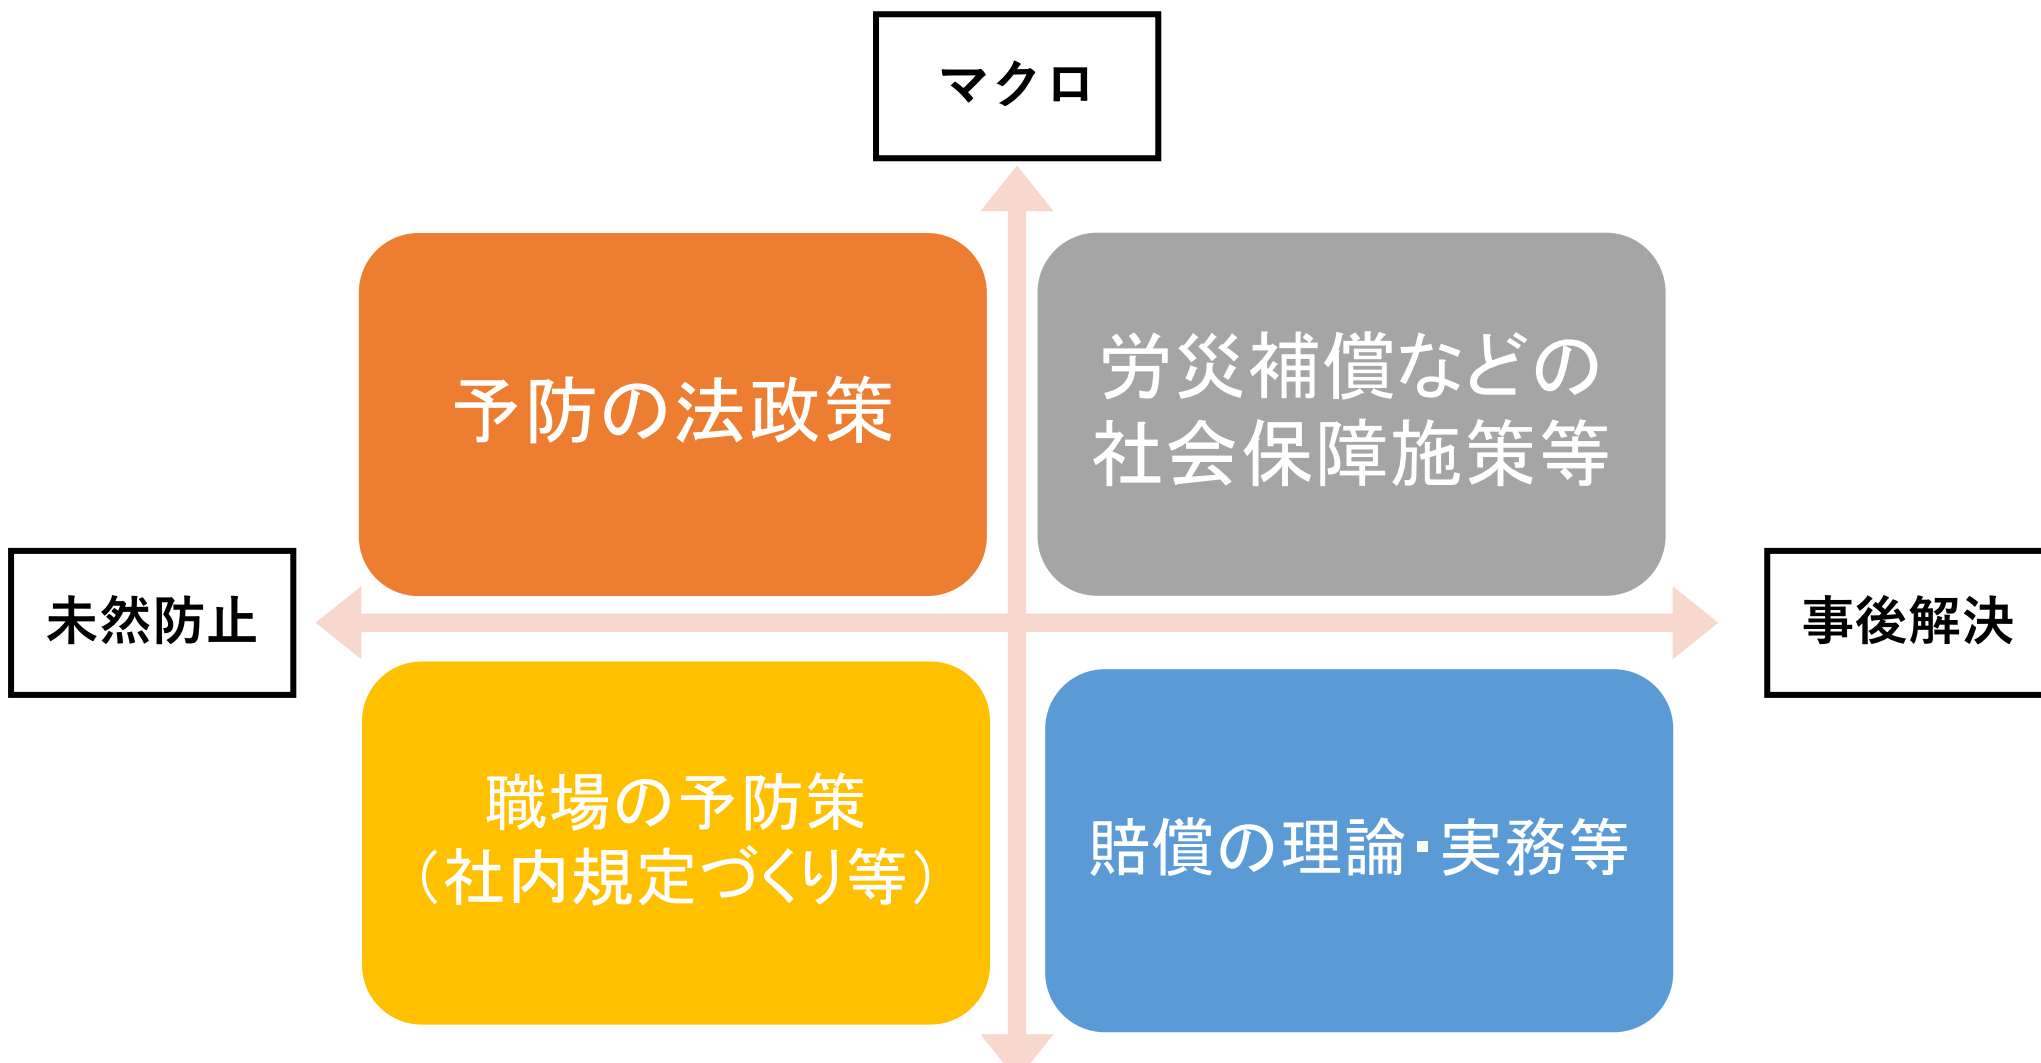 マクロ
予防の法政策
労災補償などの
社会保障施策等
未然防止
事後解決
職場の予防策
（社内規定づくり等）
賠償の理論・実務等